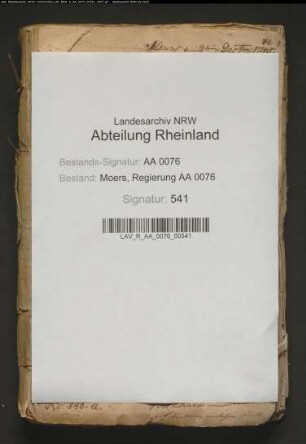 Landesarchiv NRW
Abteilung Rheinland
Bestands-Signatur: AA 0076
Bestand: Moers, Regierung AA 0076
Signatur: 541
LAV_R_AA_0076_00541